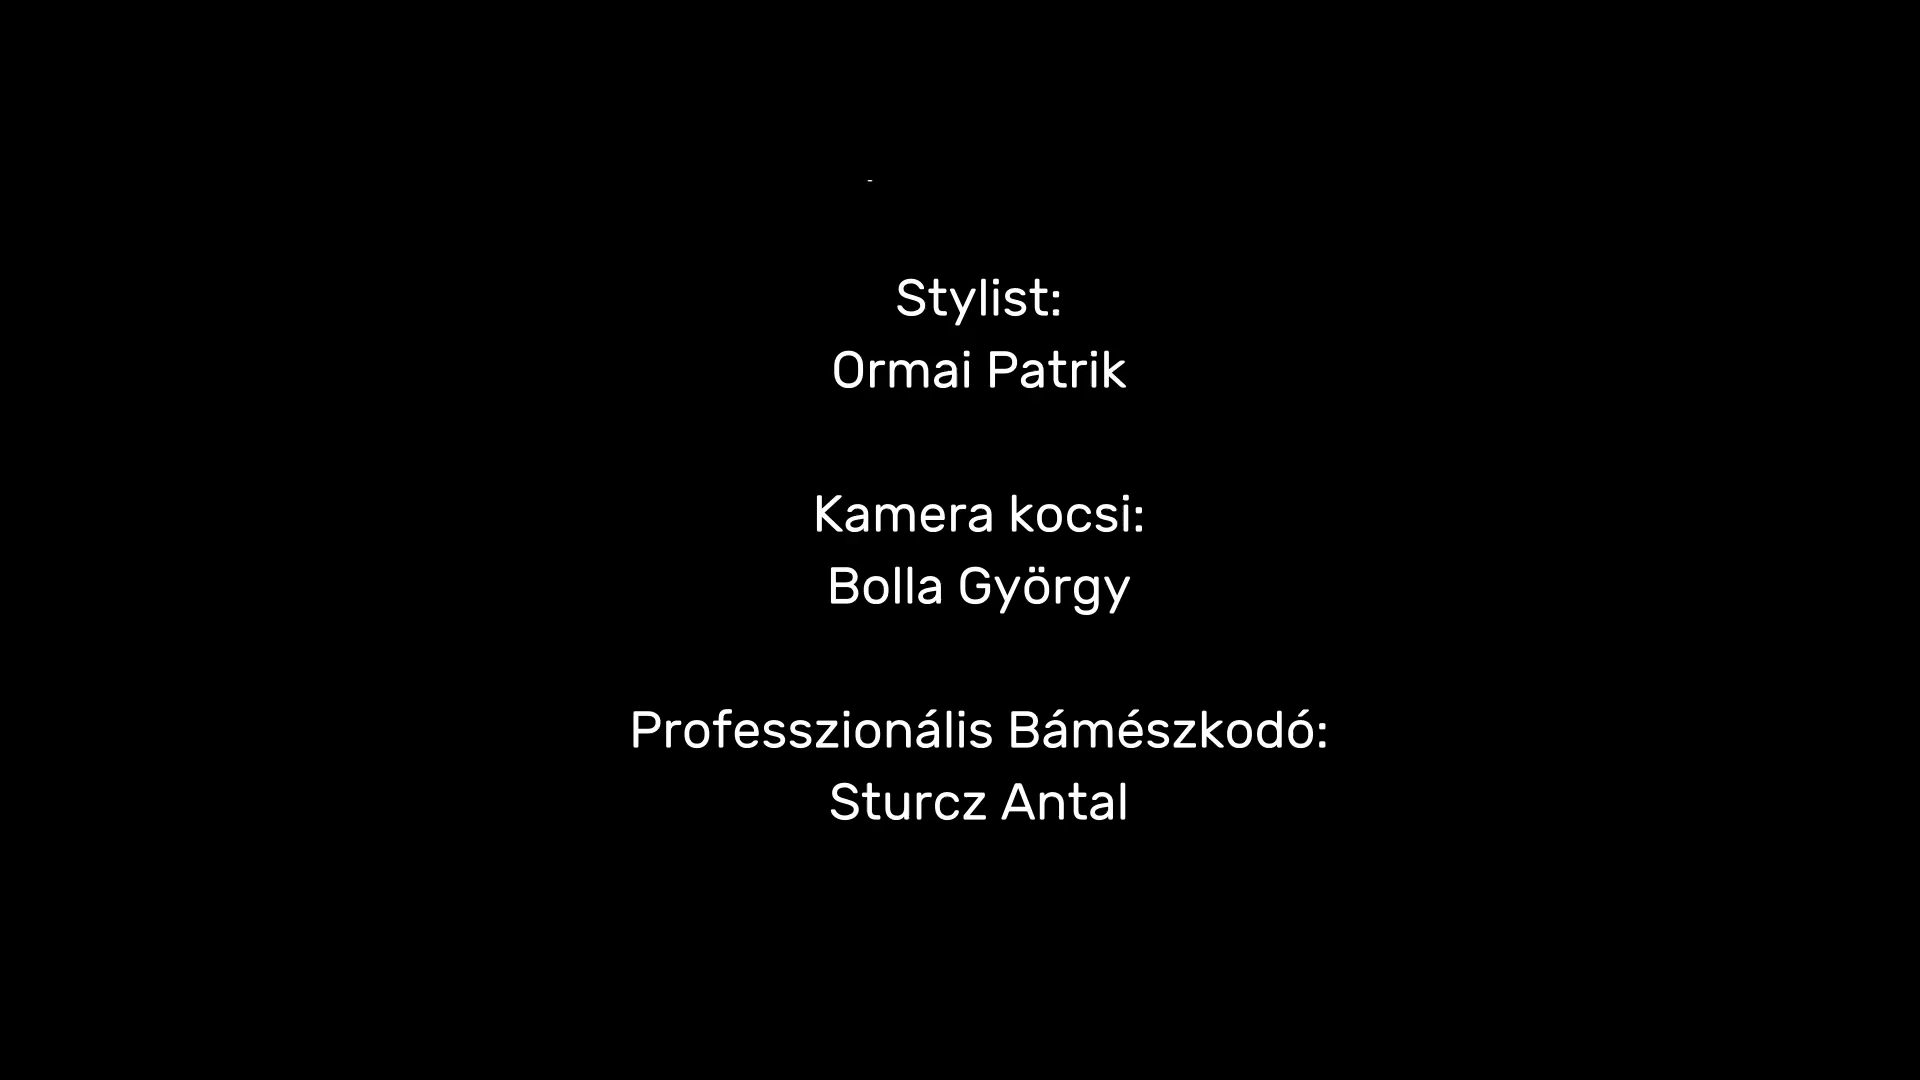 Stylist:
Ormai Patrik
Kamera kocsi:
Bolla György
Professzionális Bámészkodó:
Sturcz Antal